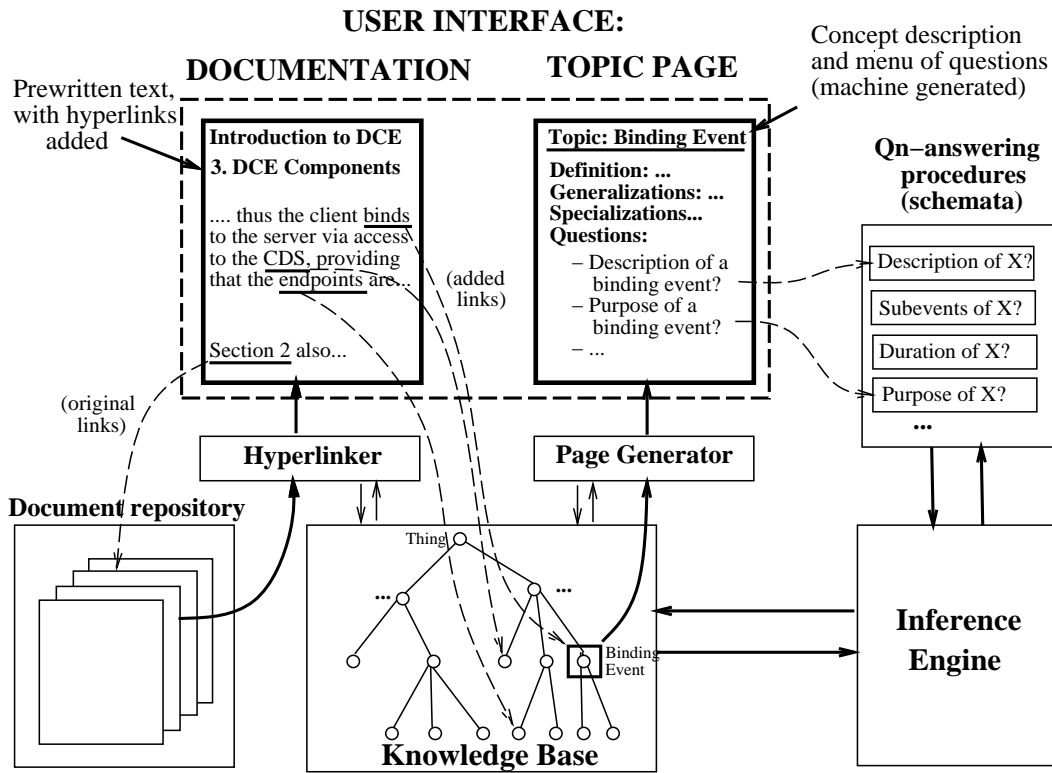 USER INTERFACE:
DOCUMENTATION
TOPIC PAGE
Concept description
and menu of questions
(machine generated)
Prewritten text,
with hyperlinks
added
Introduction to DCE
3. DCE Components
.... thus the client binds
to the server via access
to the CDS, providing
that the endpoints are...
Section 2 also...
(added
links)
(original
links)
Topic: Binding Event
Definition: ...
Generalizations: ...
Specializations...
Questions:
– Description of a
binding event?
– Purpose of a
binding event?
– ...
Qn−answering
procedures
(schemata)
Description of X?
Subevents of X?
Duration of X?
Purpose of X?
...
Hyperlinker
Page Generator
Document repository
Thing
...
...
Binding
Event
Knowledge Base
Inference
Engine